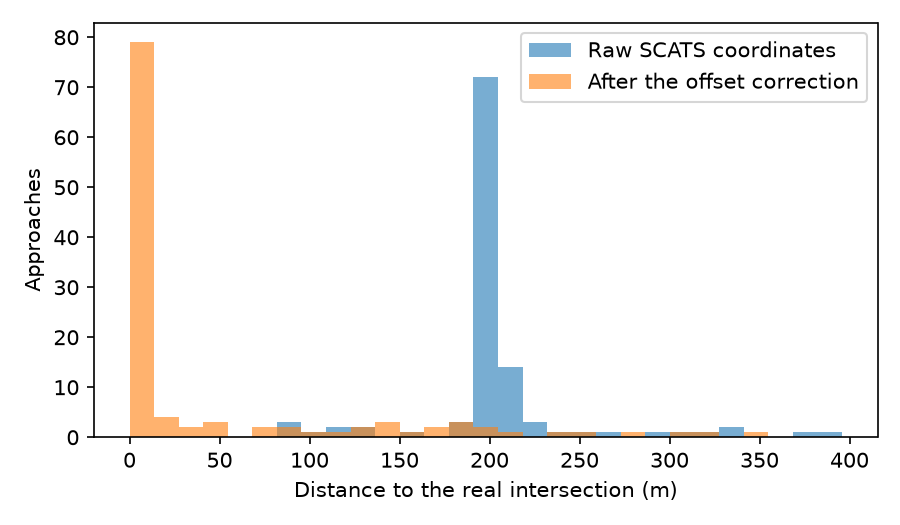 80
70
60
50
40
30
20
10
0
Approaches
Raw SCATS coordinates
After the offset correction
0 50 100 150 200 250 300 350 400
Distance to the real intersection (m)